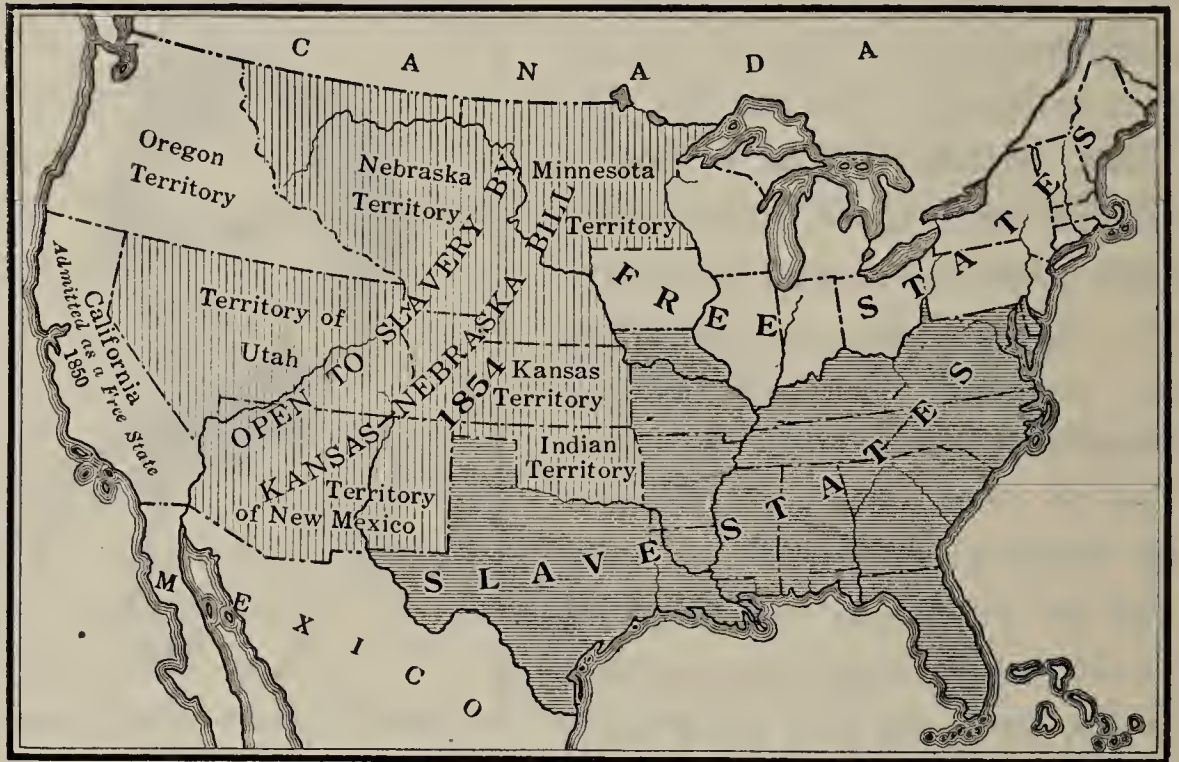 CANADA
Oregon
Territory
Nebraska
Territory
Minnesota
Territory
FREE STATES
California
Admitted as a Free State
1850
Territory of
Utah
OPEN TO SLAVERY BY
KANSAS-NEBRASKA BILL
1854
Kansas
Territory
Indian
Territory
Territory
of New Mexico
SLAVE STATES
MEXICO